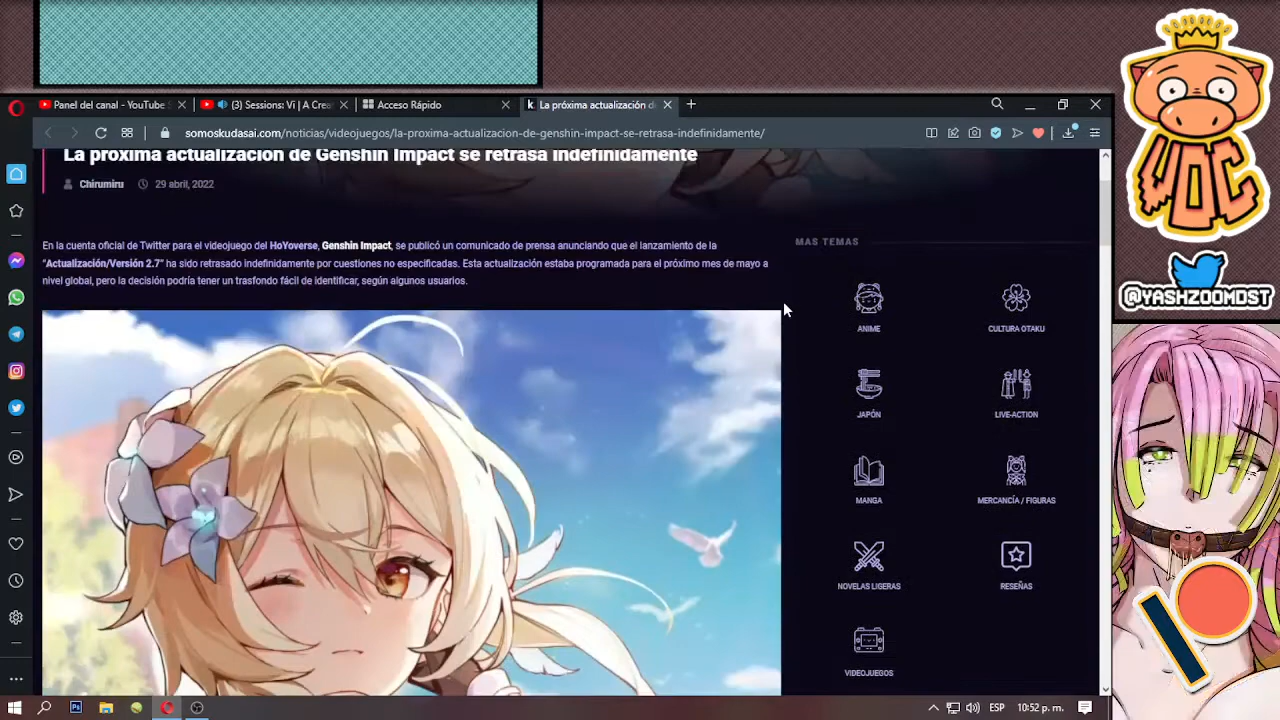 Panel del canal - YouTube S
(3) Sessions: Vi | A Crea
Acceso Rápido
La próxima actualización de
somoskudasai.com/noticias/videojuegos/la-proxima-actualizacion-de-genshin-impact-se-retrasa-indefinidamente/
La próxima actualización de Genshin Impact se retrasa indefinidamente
Chirumiru
29 abril, 2022
En la cuenta oficial de Twitter para el videojuego del HoYoverse, Genshin Impact, se publicó un comunicado de prensa anunciando que el lanzamiento de la
"Actualización/Versión 2.7" ha sido retrasado indefinidamente por cuestiones no especificadas. Esta actualización estaba programada para el próximo mes de mayo a
nivel global, pero la decisión podría tener un trasfondo fácil de identificar, según algunos usuarios.
MAS TEMAS
ANIME
CULTURA OTAKU
JAPÓN
LIVE-ACTION
MANGA
MERCANCÍA / FIGURAS
NOVELAS LIGERAS
RESEÑAS
VIDEOJUEGOS
ESP
10:52 p. m.
WOC
@YASHZOOMDST